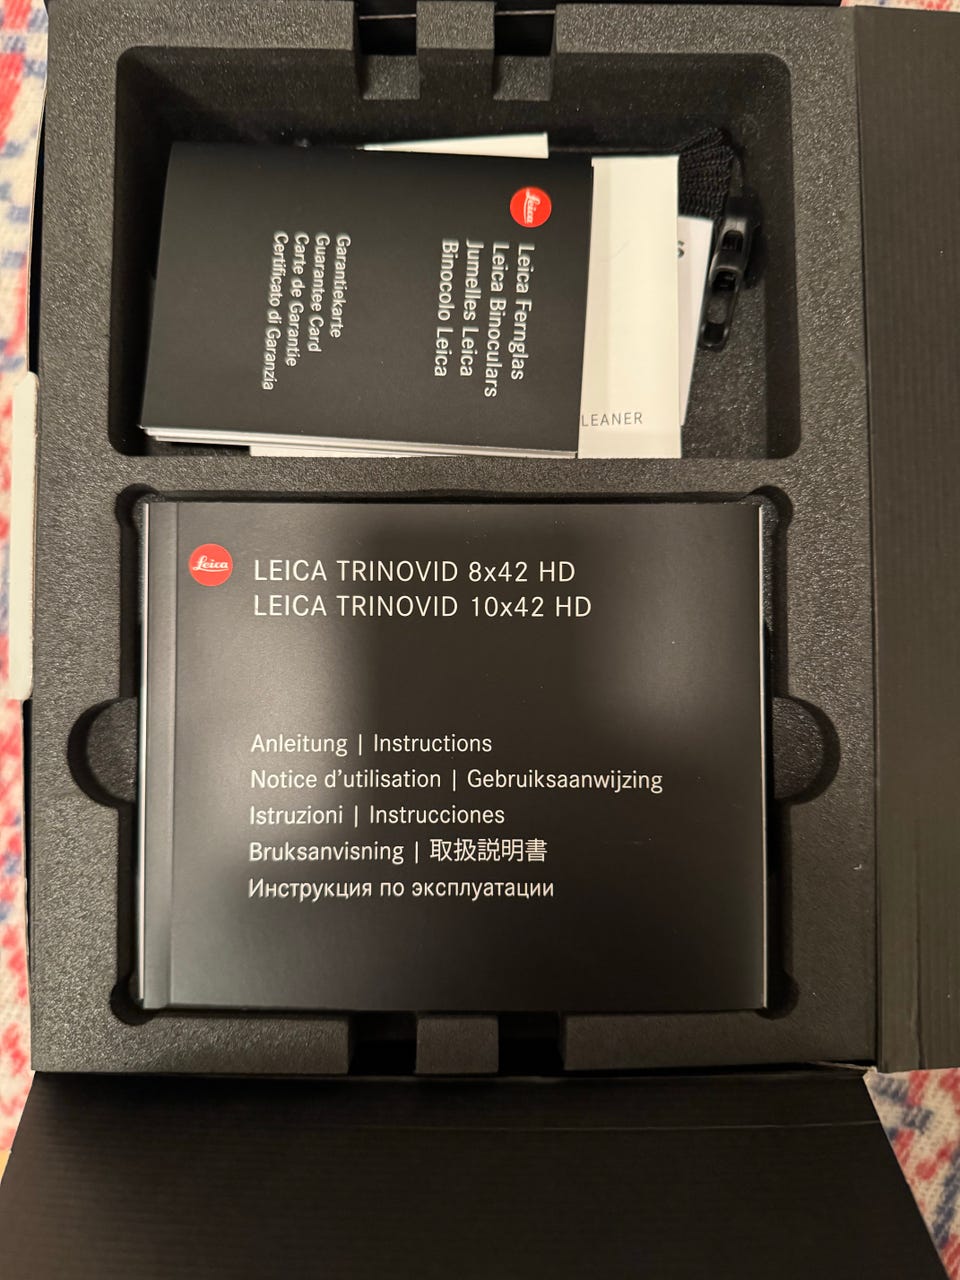 Leica
Leica Fernglas
Leica Binoculars
Jumelles Leica
Binocolo Leica
Garantiekarte
Guarantee Card
Carte de Garantie
Certificato di Garanzia
LEANER
S
Leica
LEICA TRINOVID 8x42 HD
LEICA TRINOVID 10x42 HD
Anleitung | Instructions
Notice d'utilisation | Gebruiksaanwijzing
Istruzioni | Instrucciones
Bruksanvisning | 取扱説明書
Инструкция по эксплуатации